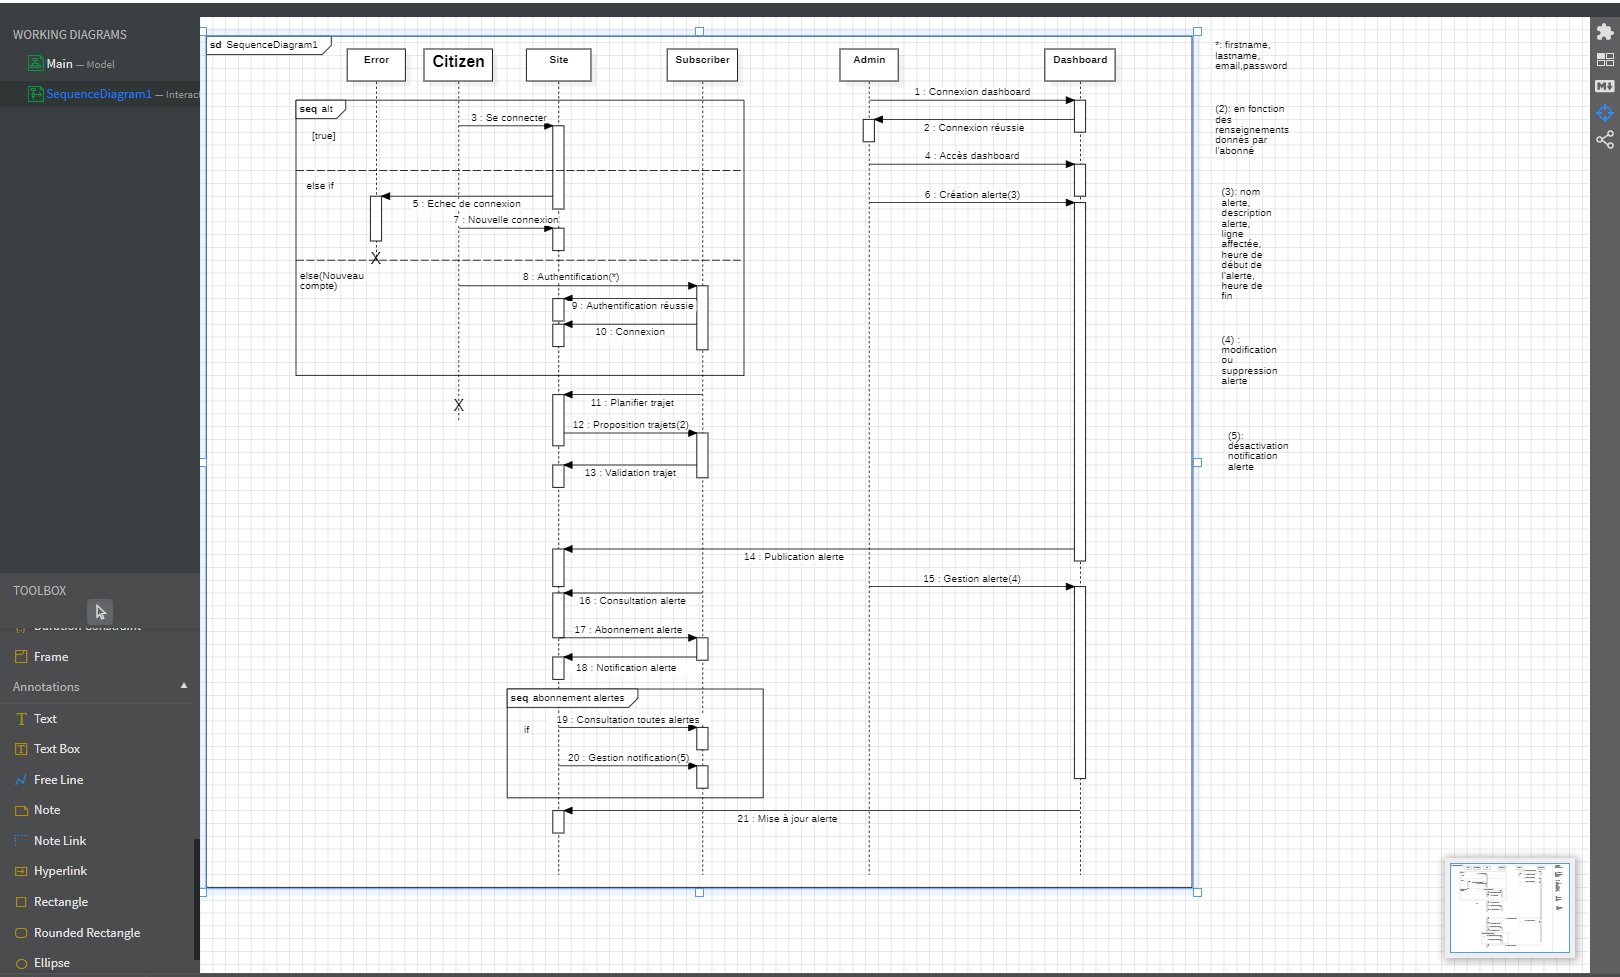 WORKING DIAGRAMS
Main — Model
SequenceDiagram1 — Interac
TOOLBOX
Duration Constraint
Frame
Annotations
Text
Text Box
Free Line
Note
Note Link
Hyperlink
Rectangle
Rounded Rectangle
Ellipse
sd SequenceDiagram1
Error
Citizen
Site
Subscriber
Admin
Dashboard
seq alt
[true]
1 : Connexion dashboard
3 : Se connecter
2 : Connexion réussie
4 : Accès dashboard
else if
6 : Création alerte(3)
5 : Echec de connexion
7 : Nouvelle connexion
X
else(Nouveau
compte)
8 : Authentification(*)
9 : Authentification réussie
10 : Connexion
X
11 : Planifier trajet
12 : Proposition trajets(2)
13 : Validation trajet
14 : Publication alerte
15 : Gestion alerte(4)
16 : Consultation alerte
17 : Abonnement alerte
18 : Notification alerte
seq abonnement alertes
if
19 : Consultation toutes alertes
20 : Gestion notification(5)
21 : Mise à jour alerte
*: firstname,
lastname,
email,password
(2): en fonction
des
renseignements
donnés par
l'abonné
(3): nom
alerte,
description
alerte,
ligne
affectée,
heure de
début de
l'alerte,
heure de
fin
(4) :
modification
ou
suppression
alerte
(5):
désactivation
notification
alerte
M